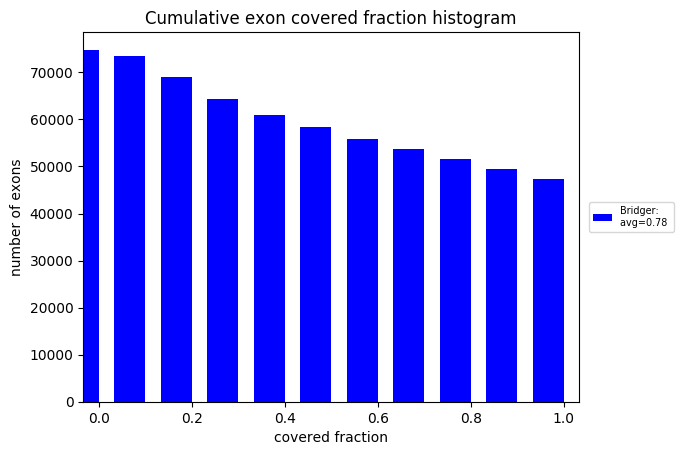 Cumulative exon covered fraction histogram
number of exons
70000
60000
50000
40000
30000
20000
10000
0
0.0 0.2 0.4 0.6 0.8 1.0
covered fraction
Bridger:
avg=0.78